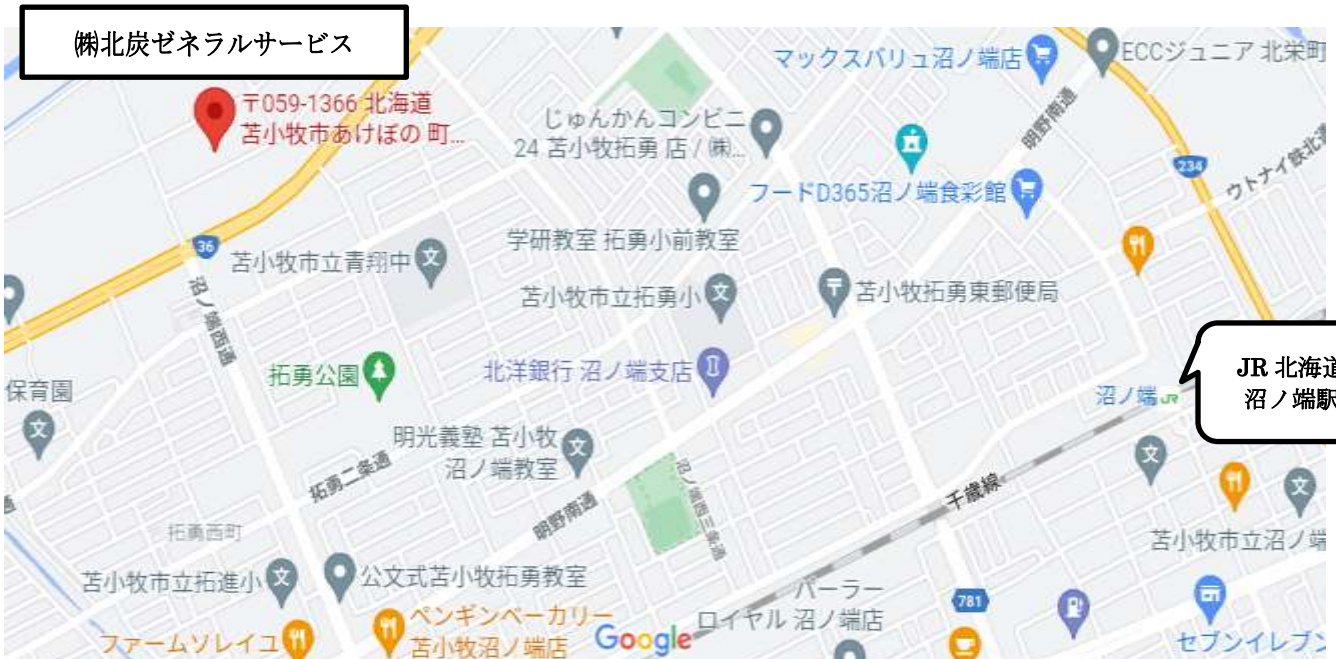 ㈱北炭ゼネラルサービス
〒059-1366 北海道
苫小牧市あけぼの 町...
マックスバリュ沼ノ端店
ECCジュニア 北栄町
じゅんかんコンビニ
24 苫小牧拓勇 店 / ㈱...
明野南通
234
ウトナイ鉄北通
フードD365沼ノ端食彩館
学研教室 拓勇小前教室
36
苫小牧市立青翔中
沼ノ端西通
苫小牧市立拓勇小
苫小牧拓勇東郵便局
拓勇公園
北洋銀行 沼ノ端支店
JR 北海道
沼ノ端駅
沼ノ端 JR
保育園
明光義塾 苫小牧
沼ノ端教室
拓勇二条通
沼ノ端西三条通
千歳線
明野南通
拓勇西町
苫小牧市立沼ノ端
苫小牧市立拓進小
公文式苫小牧拓勇教室
パーラー
ロイヤル 沼ノ端店
781
ペンギンベーカリー
苫小牧沼ノ端店
ファームソレイユ
Google
セブンイレブン